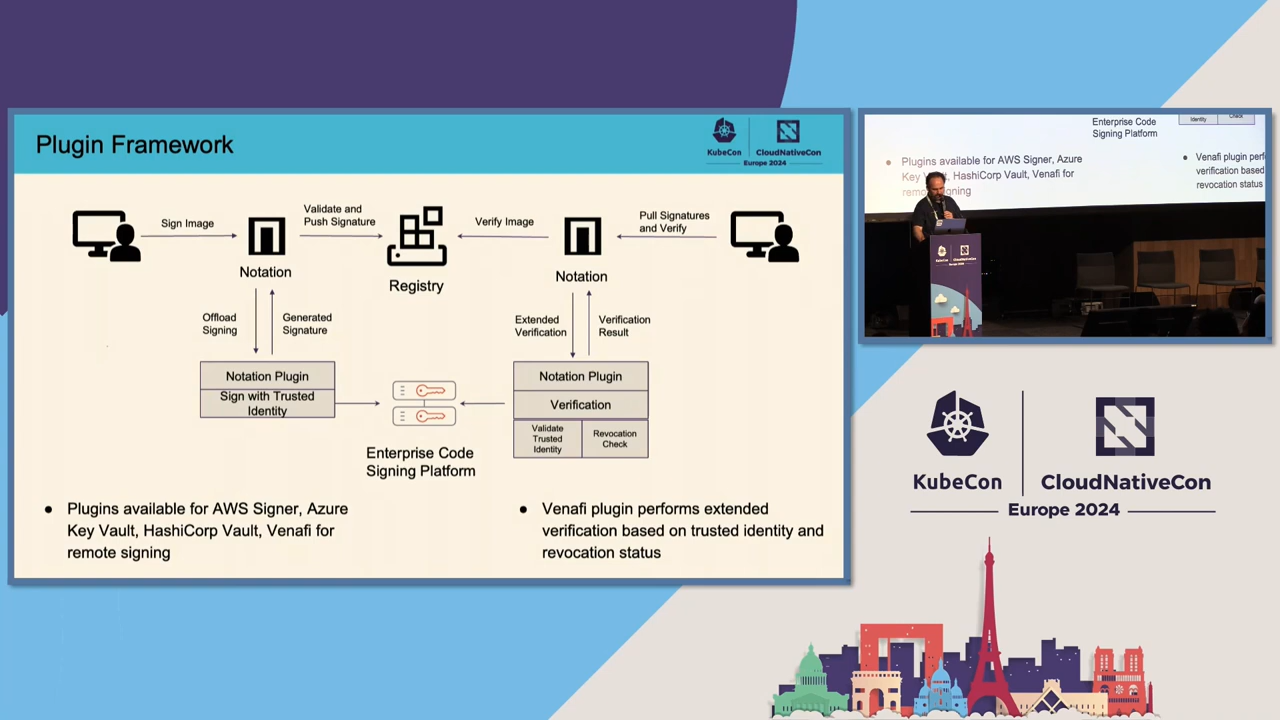 Plugin Framework
KubeCon
CloudNativeCon
Europe 2024
Sign Image
Validate and
Push Signature
Verify Image
Pull Signatures
and Verify
Notation
Registry
Notation
Offload
Signing
Generated
Signature
Extended
Verification
Verification
Result
Notation Plugin
Sign with Trusted
Identity
Notation Plugin
Verification
Validate
Trusted
Identity
Revocation
Check
Enterprise Code
Signing Platform
● Plugins available for AWS Signer, Azure
Key Vault, HashiCorp Vault, Venafi for
remote signing
● Venafi plugin performs extended
verification based on trusted identity and
revocation status
Enterprise Code
Signing Platform
Identity
Check
● Plugins available for AWS Signer, Azure
Key Vault, HashiCorp Vault, Venafi for
signing
● Venafi plugin perf
verification based
revocation status
KubeCon
CloudNativeCon
KubeCon
CloudNativeCon
Europe 2024